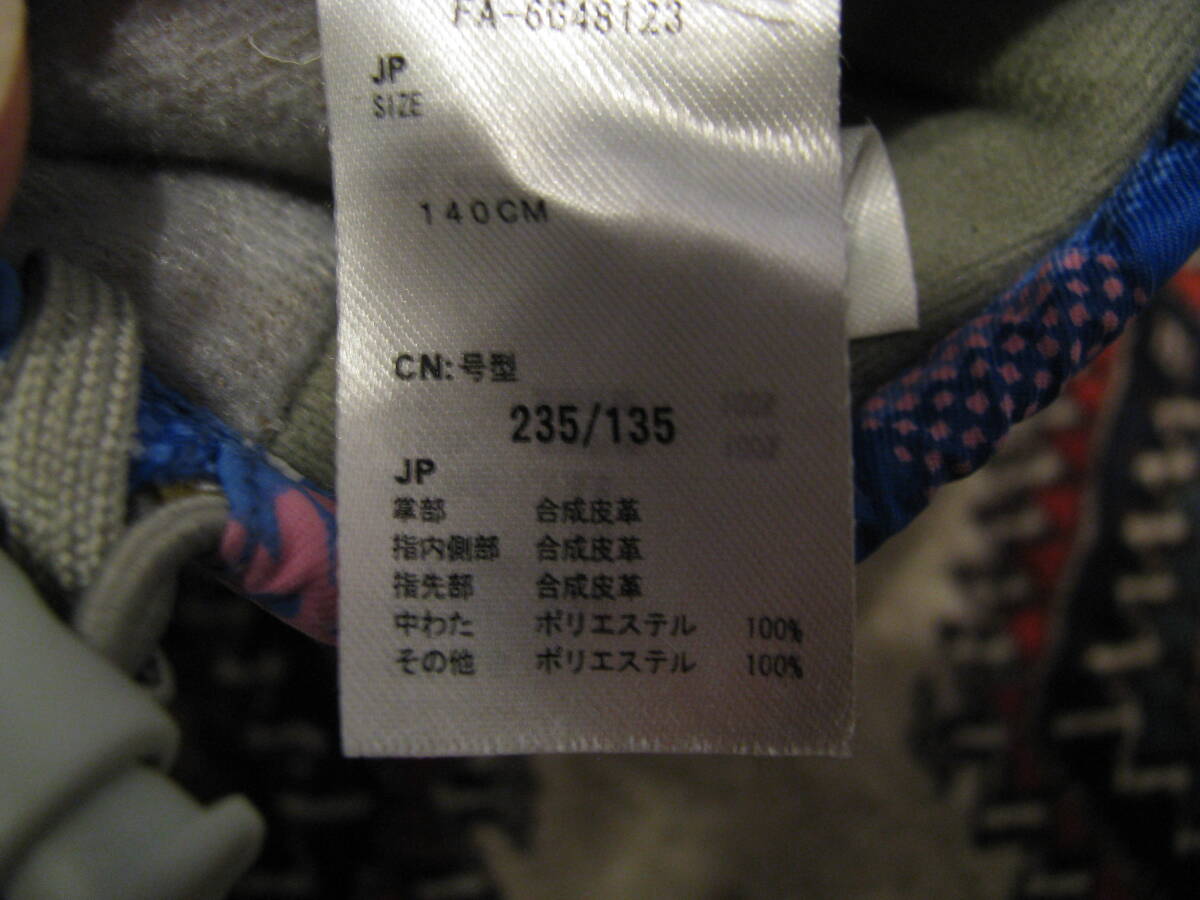 FA-6G48123
JP
SIZE
140CM
CN:号型
235/135
JP
掌部 合成皮革
指内側部 合成皮革
指先部 合成皮革
中わた ポリエステル 100%
その他 ポリエステル 100%